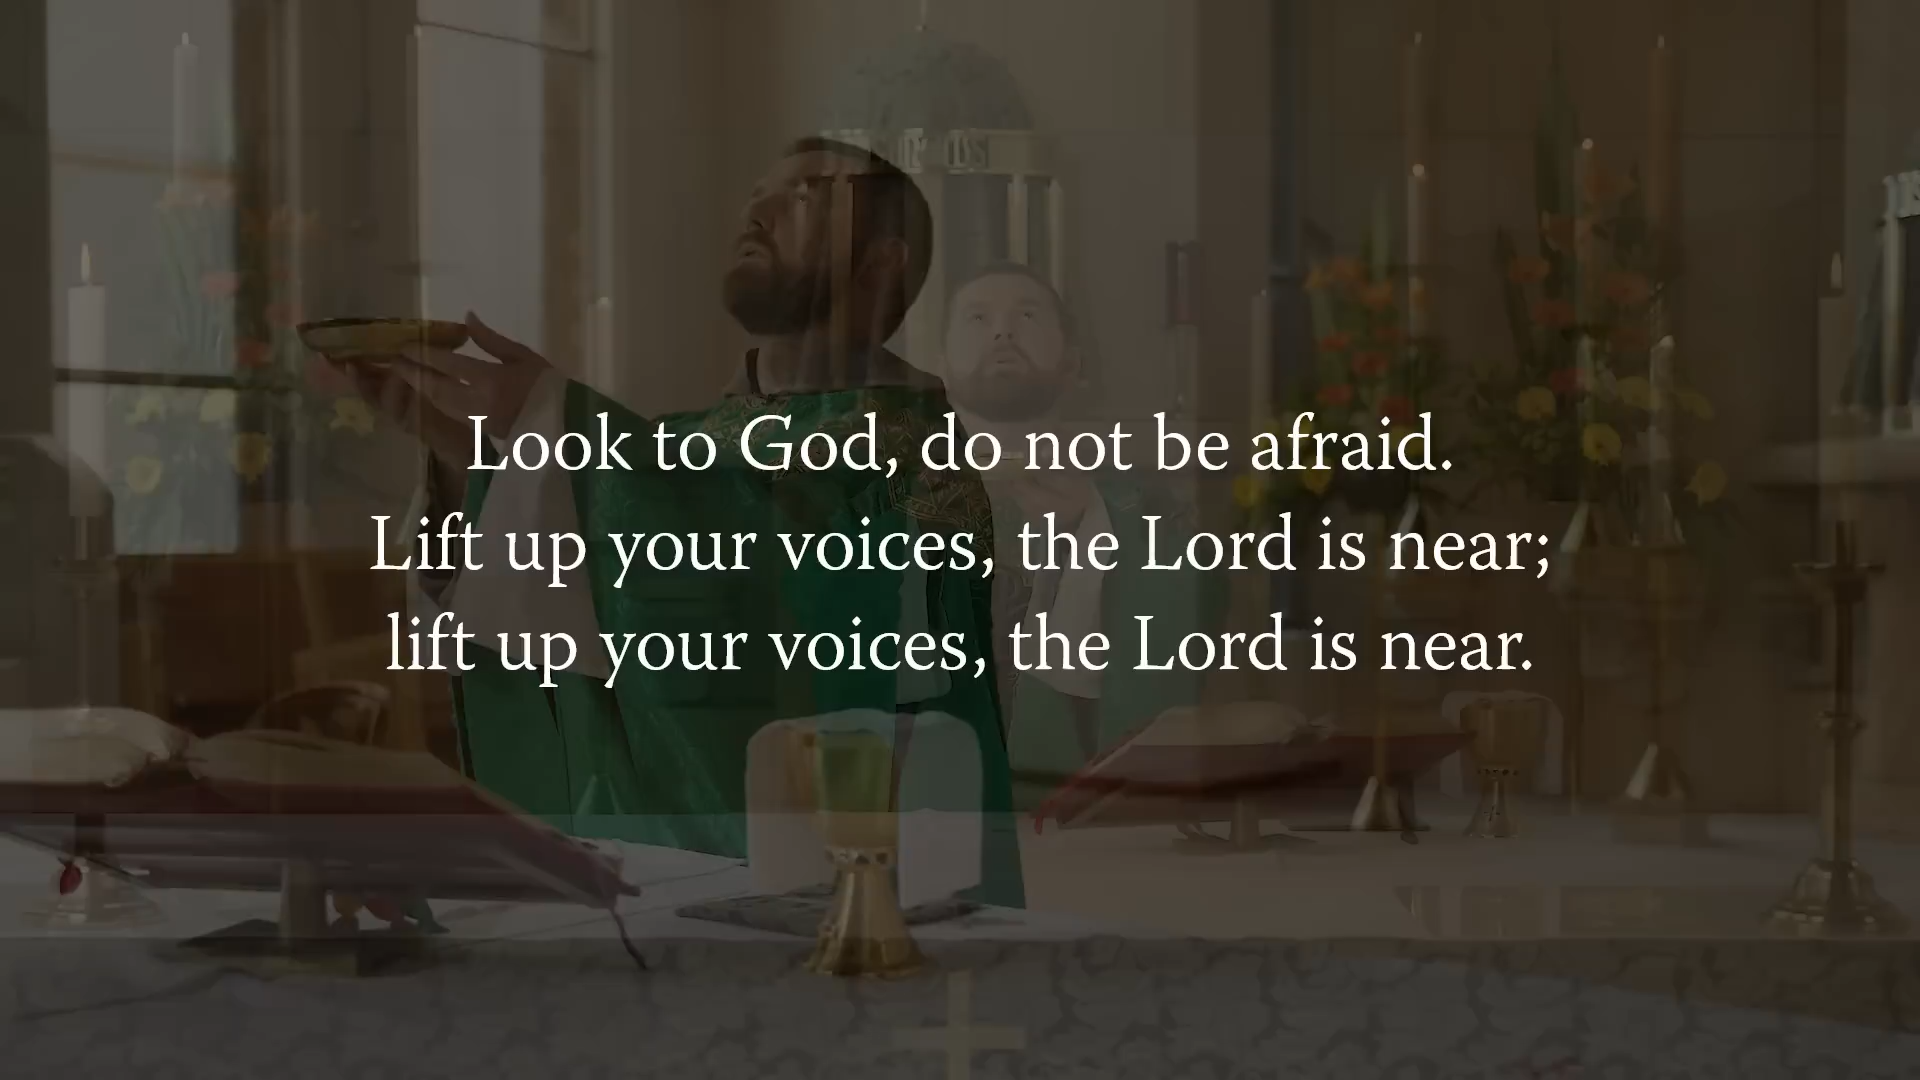 Look to God, do not be afraid.
Lift up your voices, the Lord is near;
lift up your voices, the Lord is near.